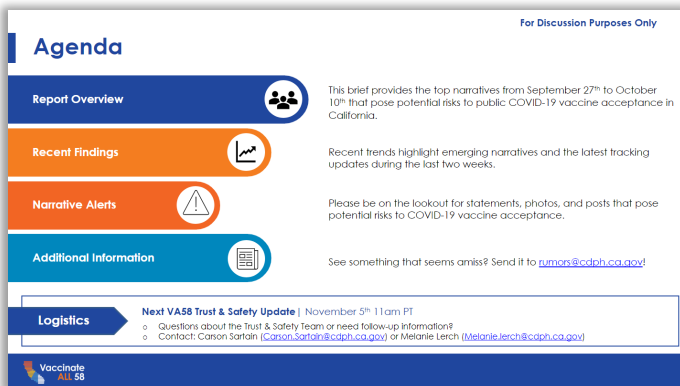 For Discussion Purposes Only
Agenda
Report Overview
This brief provides the top narratives from September 27th to October
10th that pose potential risks to public COVID-19 vaccine acceptance in
California.
Recent Findings
Recent trends highlight emerging narratives and the latest tracking
updates during the last two weeks.
Narrative Alerts
Please be on the lookout for statements, photos, and posts that pose
potential risks to COVID-19 vaccine acceptance.
Additional Information
See something that seems amiss? Send it to rumors@cdph.ca.gov!
Logistics
Next VA58 Trust & Safety Update | November 5th 11am PT
o Questions about the Trust & Safety Team or need follow-up information?
o Contact: Carson Sartain (Carson.Sartain@cdph.ca.gov) or Melanie Lerch (Melanie.lerch@cdph.ca.gov)
Vaccinate
ALL 58